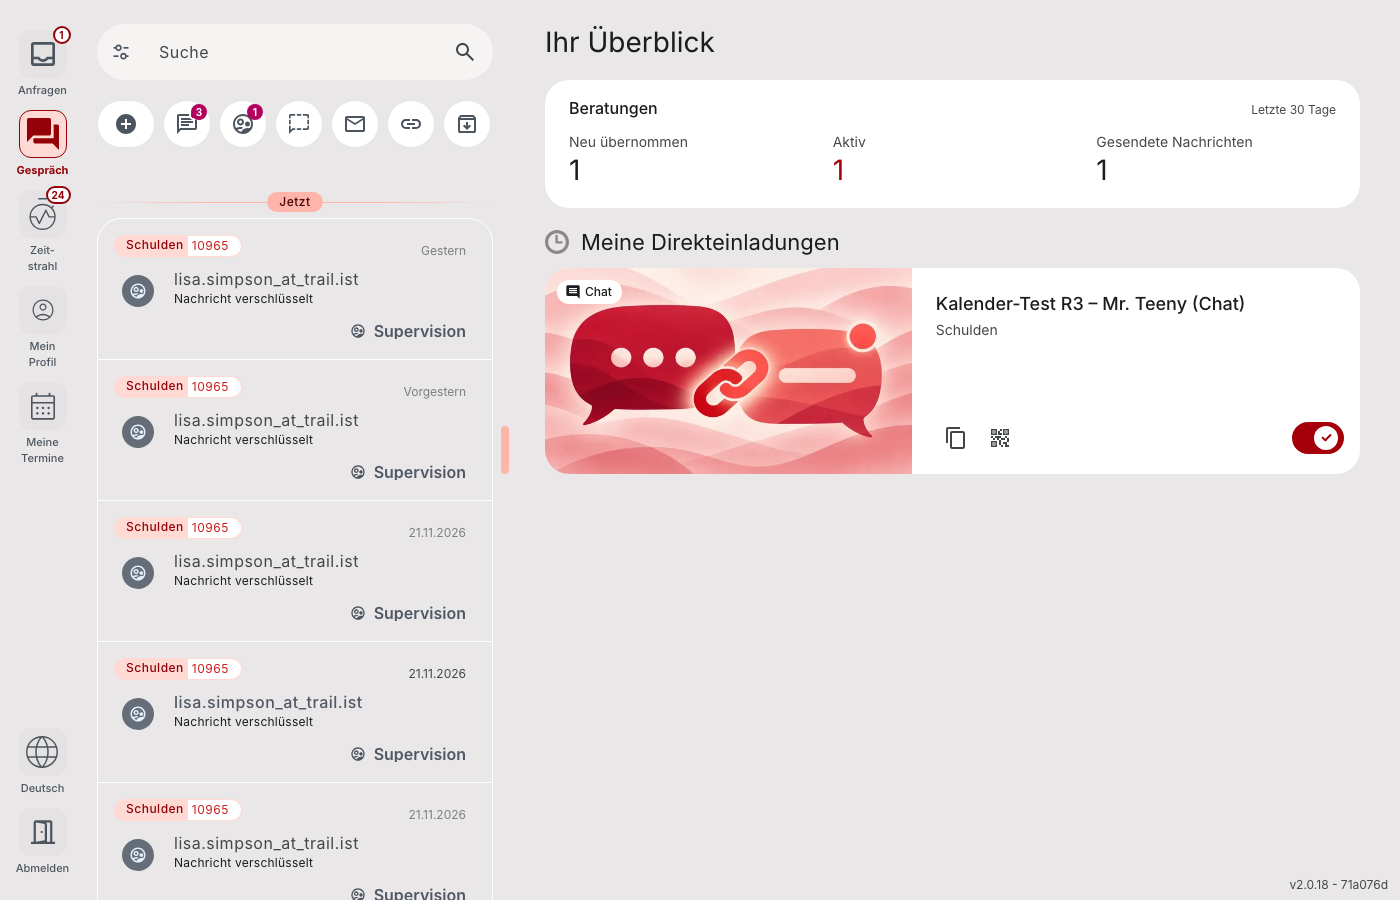 1
Anfragen
Gespräch
24
Zeit-
strahl
Mein
Profil
Meine
Termine
Deutsch
Abmelden
Suche
3
1
Jetzt
Schulden 10965
Gestern
lisa.simpson_at_trail.ist
Nachricht verschlüsselt
Supervision
Schulden 10965
Vorgestern
lisa.simpson_at_trail.ist
Nachricht verschlüsselt
Supervision
Schulden 10965
21.11.2026
lisa.simpson_at_trail.ist
Nachricht verschlüsselt
Supervision
Schulden 10965
21.11.2026
lisa.simpson_at_trail.ist
Nachricht verschlüsselt
Supervision
Schulden 10965
21.11.2026
lisa.simpson_at_trail.ist
Nachricht verschlüsselt
Supervision
Ihr Überblick
Beratungen
Letzte 30 Tage
Neu übernommen
1
Aktiv
1
Gesendete Nachrichten
1
Meine Direkteinladungen
Chat
Kalender-Test R3 – Mr. Teeny (Chat)
Schulden
v2.0.18 - 71a076d